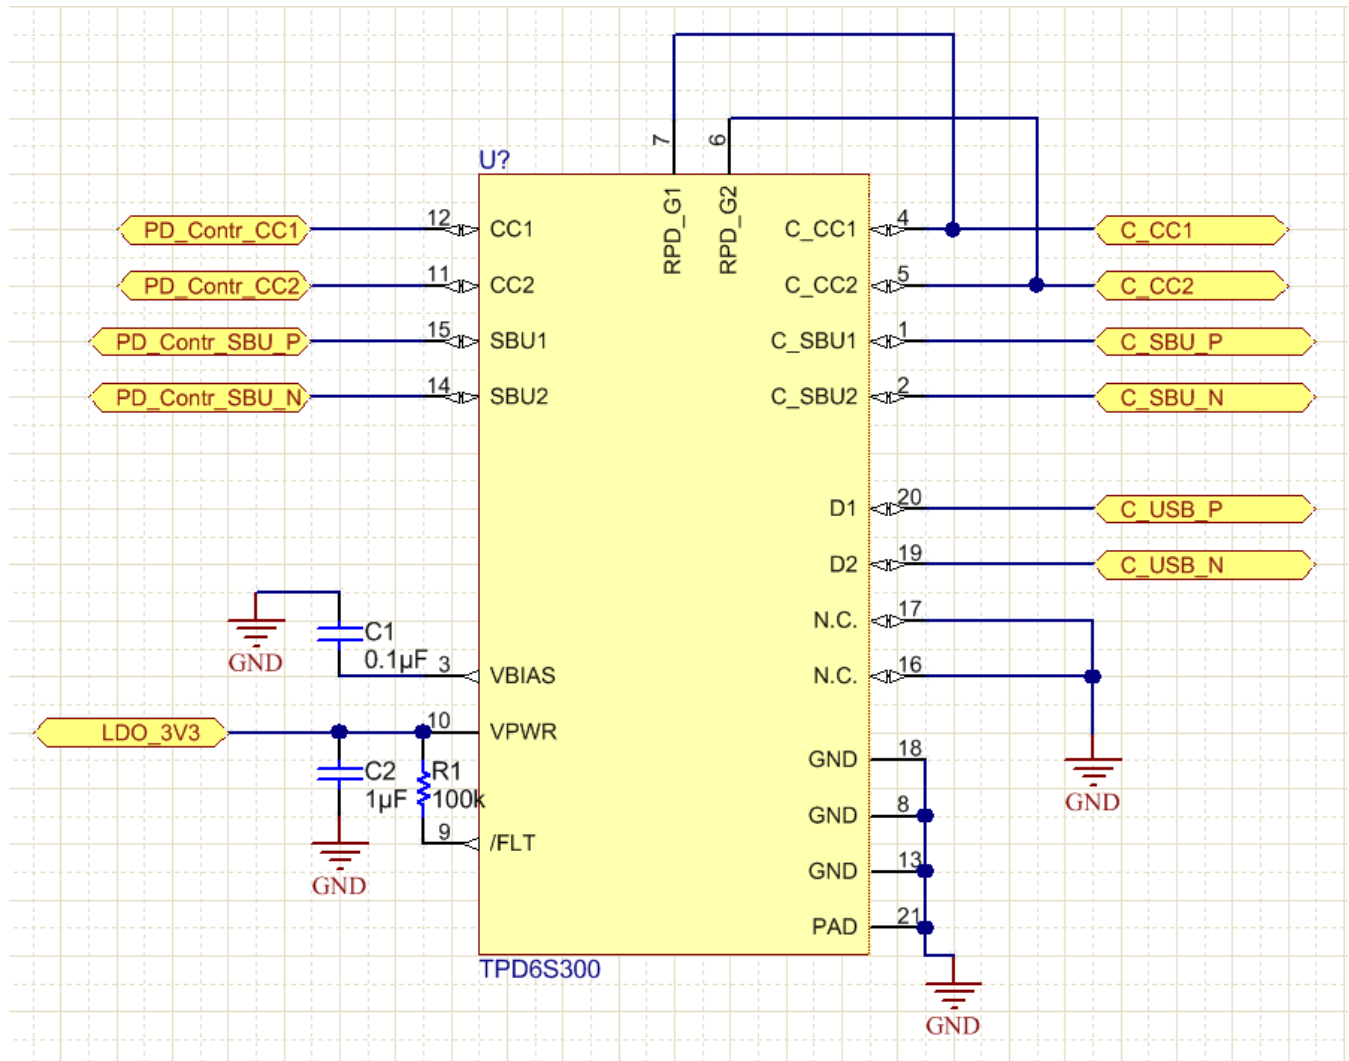 U?
7
6
RPD_G1
RPD_G2
PD_Contr_CC1
12
CC1
C_CC1
4
C_CC1
PD_Contr_CC2
11
CC2
C_CC2
5
C_CC2
PD_Contr_SBU_P
15
SBU1
C_SBU1
1
C_SBU_P
PD_Contr_SBU_N
14
SBU2
C_SBU2
2
C_SBU_N
D1
20
C_USB_P
D2
19
C_USB_N
N.C.
17
GND
C1
0.1µF
3
VBIAS
N.C.
16
LDO_3V3
10
VPWR
GND
18
C2
1µF
R1
100k
GND
GND
8
9
/FLT
GND
13
GND
PAD
21
TPD6S300
GND